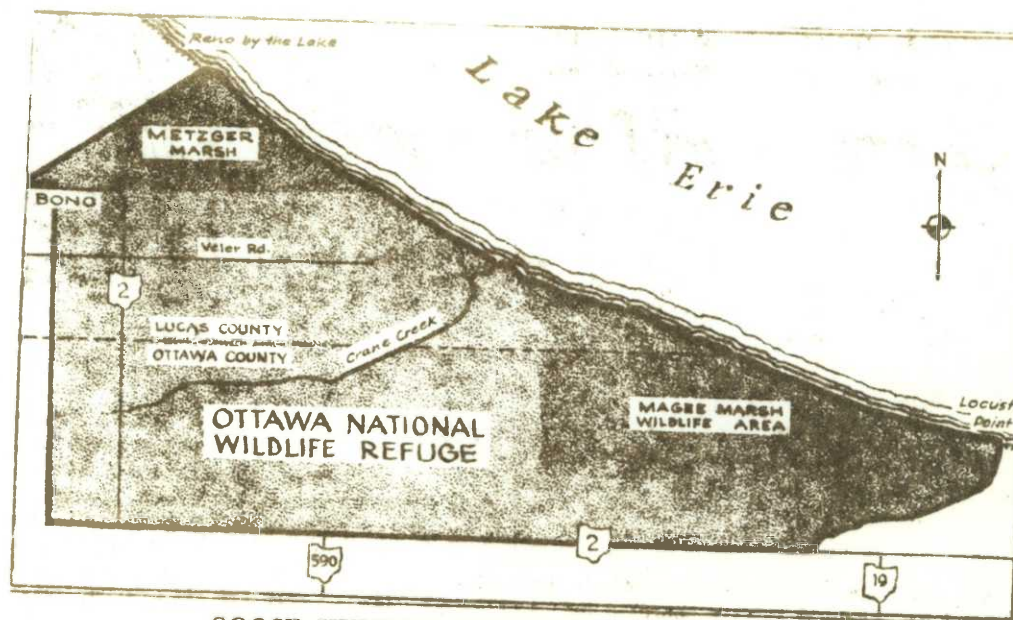 Reno by the Lake
Lake Erie
METZGER
MARSH
N
BONO
Veler Rd.
2
LUCAS COUNTY
OTTAWA COUNTY
Crane Creek
OTTAWA NATIONAL
WILDLIFE REFUGE
MAGEE MARSH
WILDLIFE AREA
Locust
Point
2
590
19